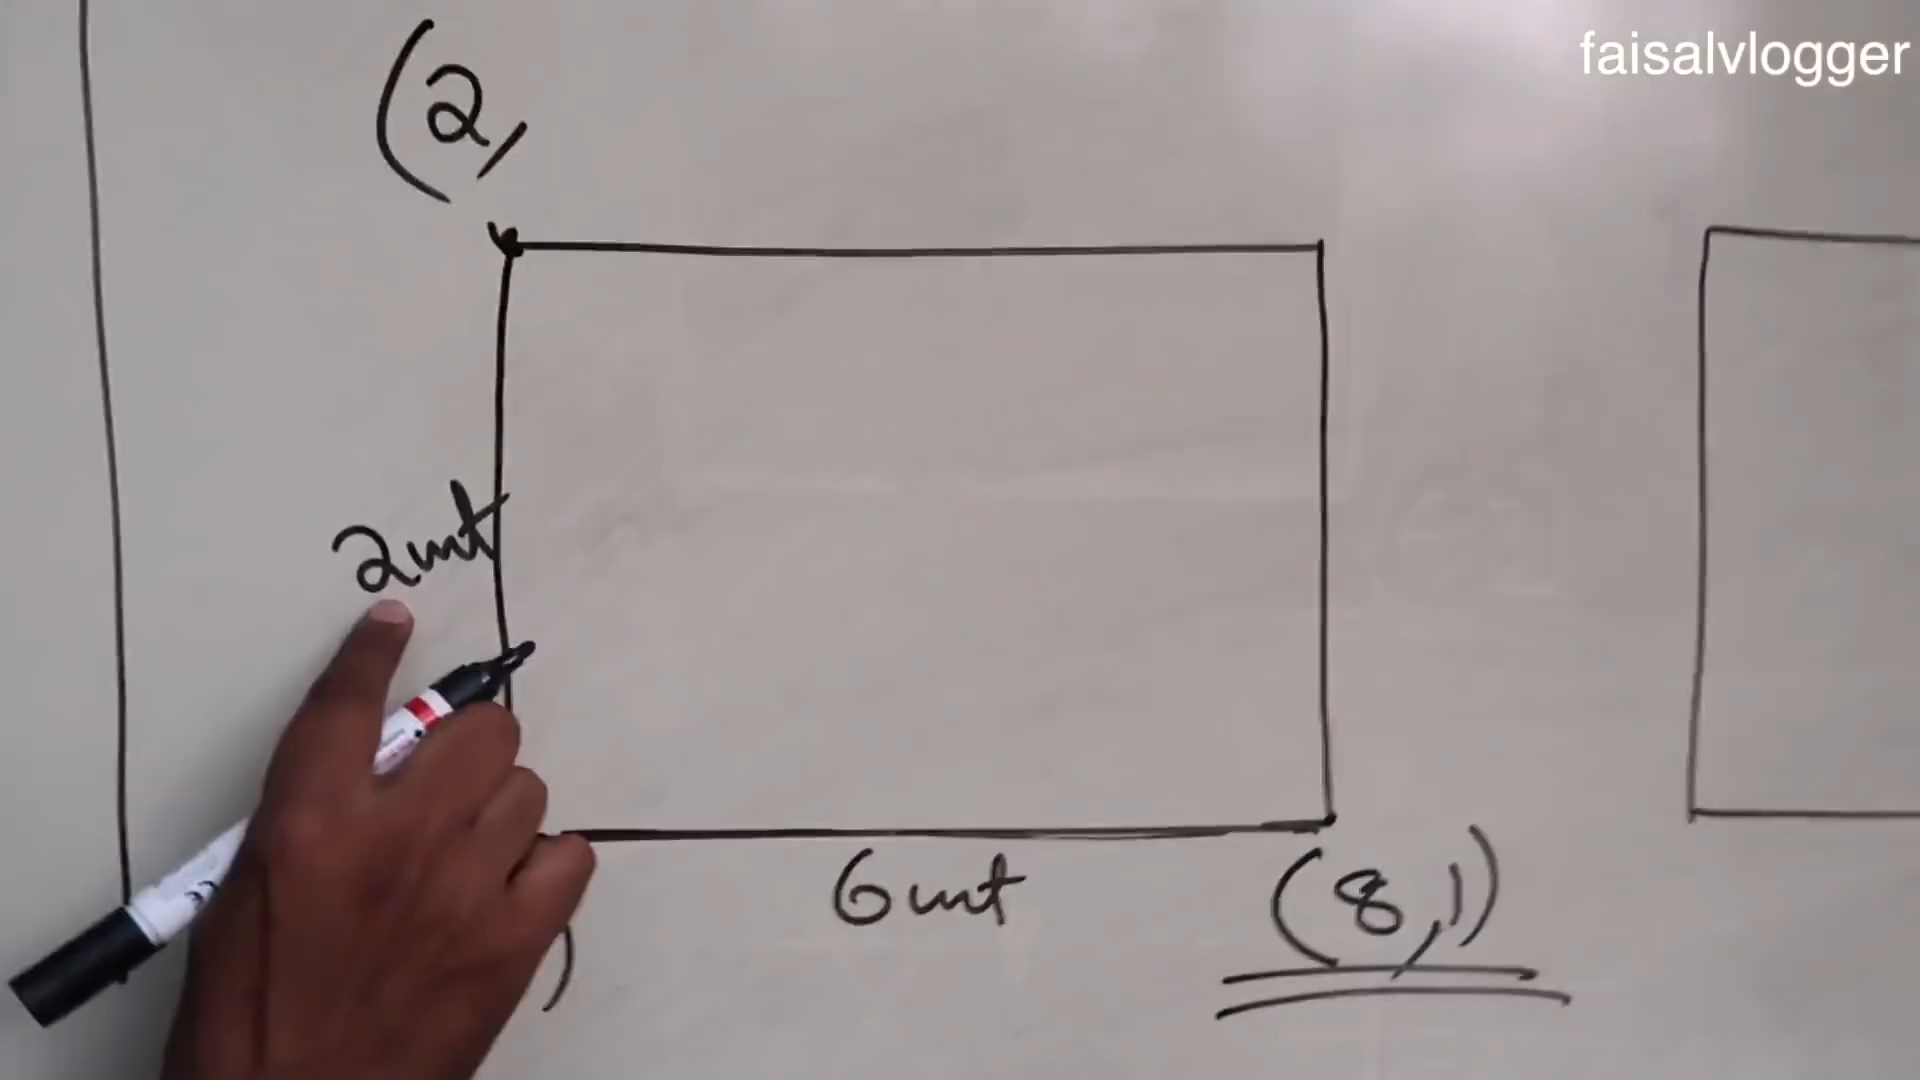 faisalvlogger
(2,
2unt
6unt
(8,1)
)